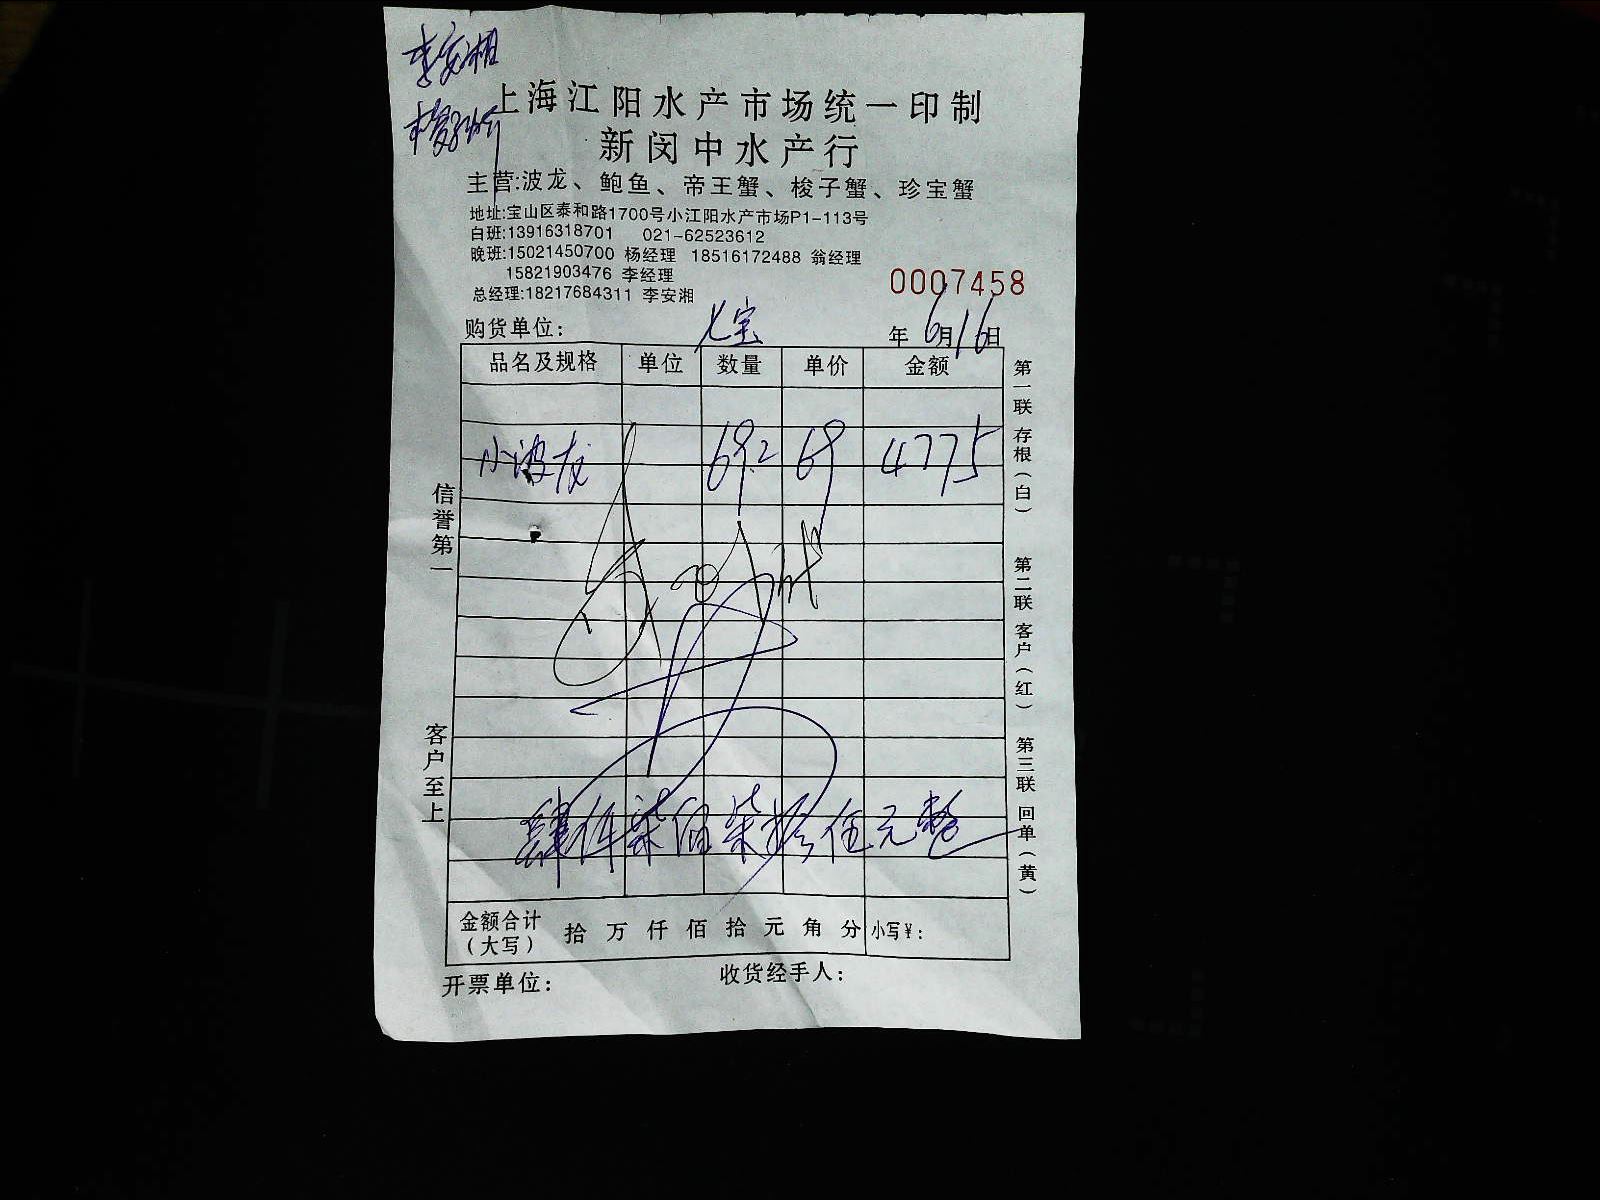 李安湘
上海江阳水产市场统一印制
新闵中水产行
主营:波龙、鲍鱼、帝王蟹、梭子蟹、珍宝蟹
地址:宝山区泰和路1700号小江阳水产市场P1-113号
白班:13916318701 021-62523612
晚班:15021450700 杨经理 18516172488 翁经理
15821903476 李经理
总经理:18217684311 李安湘
0007458
购货单位: 七宝 年6月16日
品名及规格 单位 数量 单价 金额
小波龙 69.2 69 4775
肆仟柒佰柒拾伍元整
金额合计(大写) 拾 万 仟 佰 拾 元 角 分 小写¥:
开票单位: 收货经手人:
信誉第一
客户至上
第一联 存根(白)
第二联 客户(红)
第三联 回单(黄)